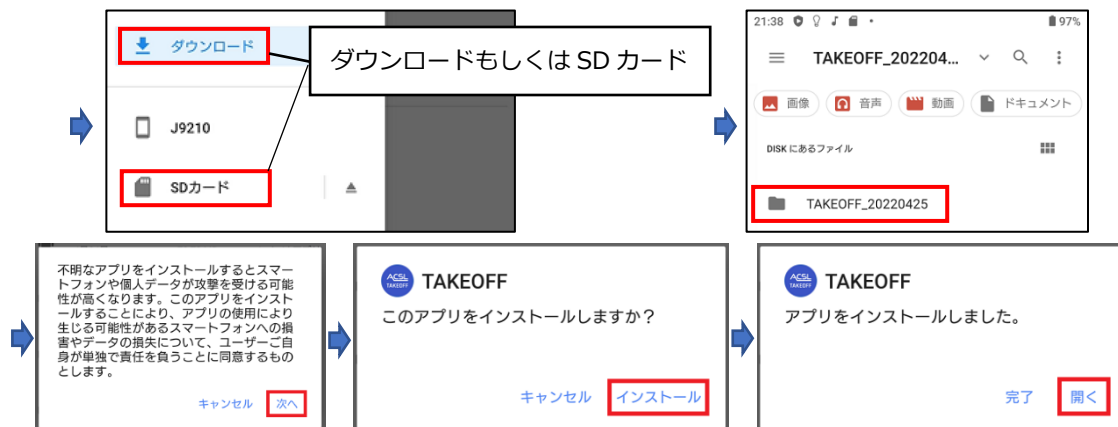 ダウンロード
J9210
SDカード
ダウンロードもしくは SD カード
21:38
97%
TAKEOFF_202204...
画像
音声
動画
ドキュメント
DISK にあるファイル
TAKEOFF_20220425
不明なアプリをインストールするとスマー
トフォンや個人データが攻撃を受ける可能
性が高くなります。このアプリをインスト
ールすることにより、アプリの使用により
生じる可能性があるスマートフォンへの損
害やデータの損失について、ユーザーご自
身が単独で責任を負うことに同意するもの
とします。
キャンセル 次へ
ACSL
TAKEOFF
TAKEOFF
このアプリをインストールしますか？
キャンセル インストール
ACSL
TAKEOFF
TAKEOFF
アプリをインストールしました。
完了 開く